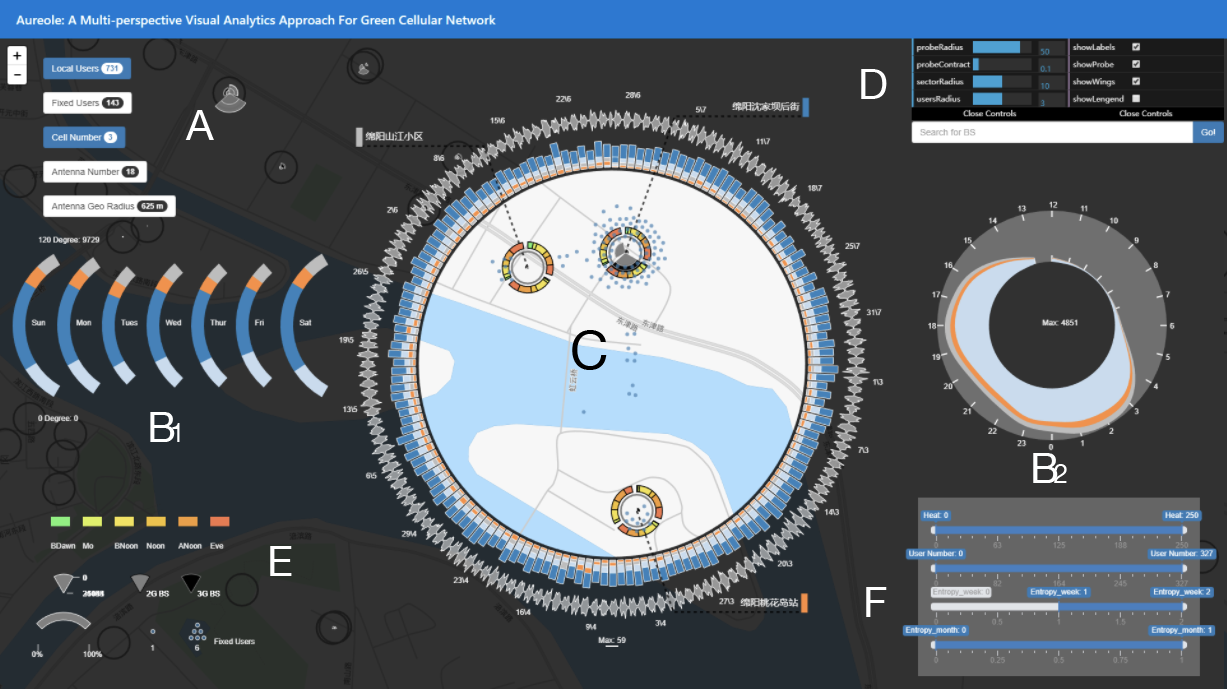 Aureole: A Multi-perspective Visual Analytics Approach For Green Cellular Network
+
−
Local Users 731
Fixed Users 143
Cell Number 3
Antenna Number 18
Antenna Geo Radius 625 m
A
120 Degree: 9729
Sun
Mon
Tues
Wed
Thur
Fri
Sat
0 Degree: 0
B1
BDawn
Mo
BNoon
Noon
ANoon
Eve
E
0
2G BS
3G BS
0%
100%
1
6
Fixed Users
绵阳山江小区
绵阳沈家坝后街
绵阳桃花岛站
22\6
28\6
5\7
11\7
18\7
25\7
31\7
1\3
7\3
14\3
20\3
27\3
3\4
9\4
16\4
23\4
29\4
6\5
13\5
19\5
26\5
2\6
8\6
15\6
东津路
东津路
C
Max: 59
D
probeRadius
50
probeContract
0.1
sectorRadius
10
usersRadius
3
showLabels
showProbe
showWings
showLengend
Close Controls
Close Controls
Search for BS
Go!
12
11
10
9
8
7
6
5
4
3
2
1
0
23
22
21
20
19
18
17
16
15
14
13
Max: 4851
B2
F
Heat: 0
Heat: 250
0
63
125
188
250
User Number: 0
User Number: 327
0
82
164
245
327
Entropy_week: 0
Entropy_week: 1
Entropy_week: 2
0
0.5
1
1.5
2
Entropy_month: 0
Entropy_month: 1
0
0.25
0.5
0.75
1